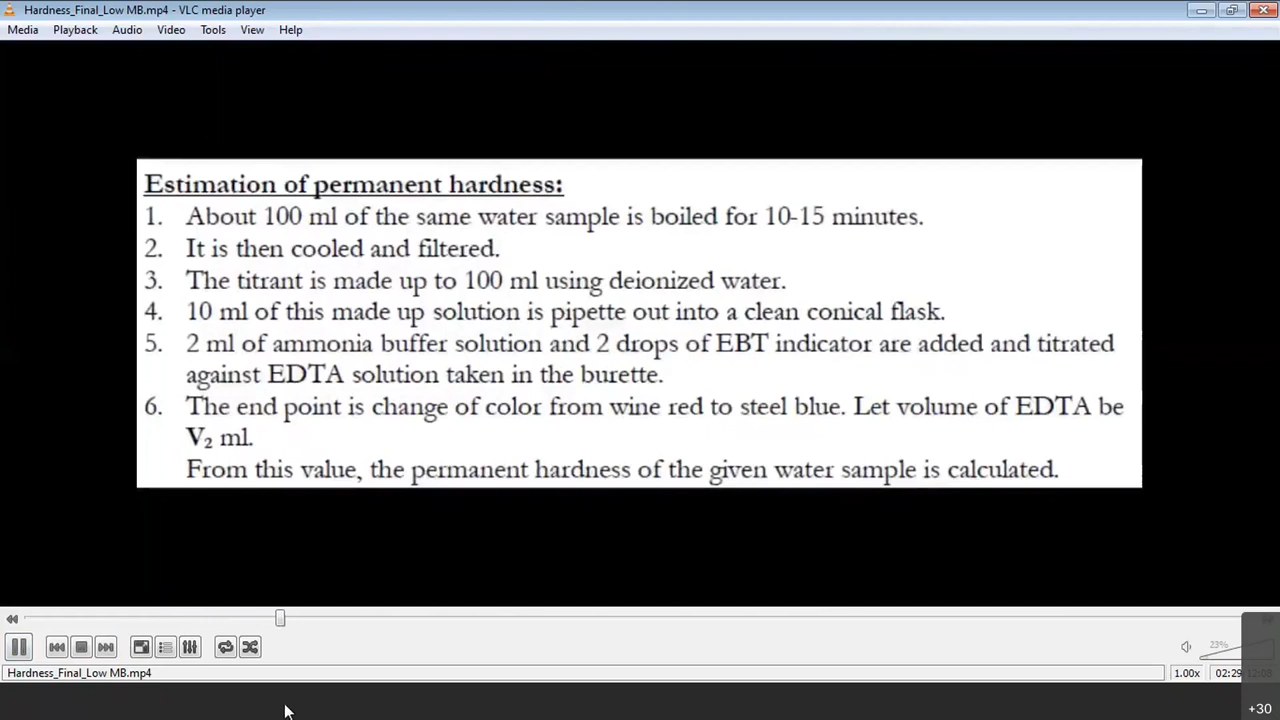 Hardness_Final_Low MB.mp4 - VLC media player
Media Playback Audio Video Tools View Help
Estimation of permanent hardness:
1. About 100 ml of the same water sample is boiled for 10-15 minutes.
2. It is then cooled and filtered.
3. The titrant is made up to 100 ml using deionized water.
4. 10 ml of this made up solution is pipette out into a clean conical flask.
5. 2 ml of ammonia buffer solution and 2 drops of EBT indicator are added and titrated
against EDTA solution taken in the burette.
6. The end point is change of color from wine red to steel blue. Let volume of EDTA be
V₂ ml.
From this value, the permanent hardness of the given water sample is calculated.
23%
Hardness_Final_Low MB.mp4 1.00x 02:29
+30